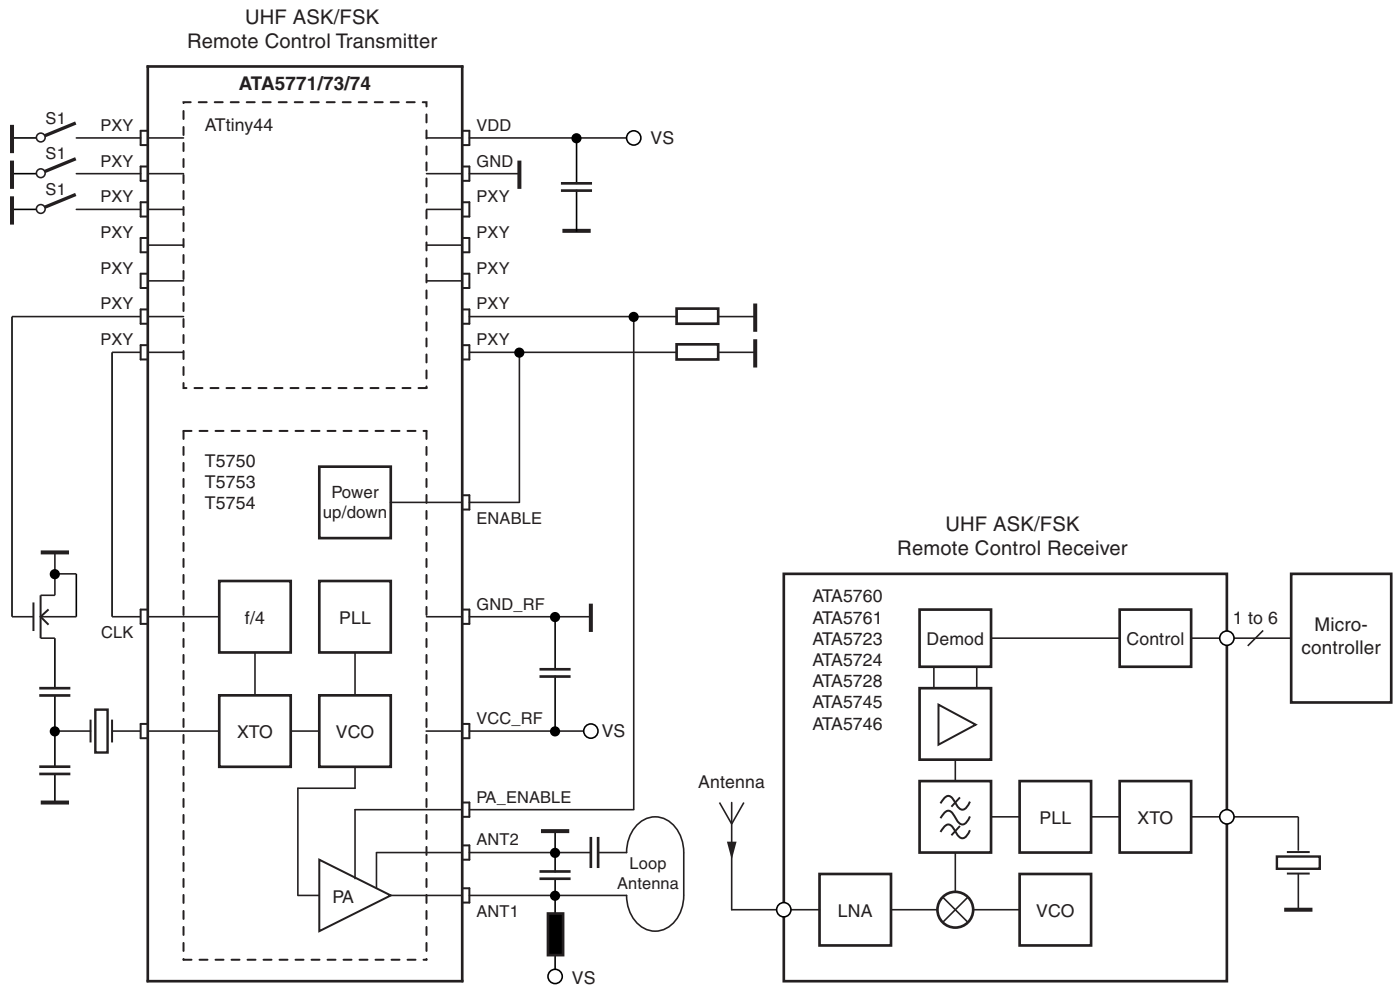 UHF ASK/FSK
Remote Control Transmitter
ATA5771/73/74
ATtiny44
S1
PXY
S1
PXY
S1
PXY
PXY
PXY
PXY
PXY
VDD
VS
GND
PXY
PXY
PXY
PXY
PXY
T5750
T5753
T5754
Power
up/down
ENABLE
f/4
PLL
CLK
GND_RF
XTO
VCO
VCC_RF
VS
PA_ENABLE
ANT2
Loop
Antenna
PA
ANT1
VS
UHF ASK/FSK
Remote Control Receiver
ATA5760
ATA5761
ATA5723
ATA5724
ATA5728
ATA5745
ATA5746
Demod
Control
1 to 6
Micro-
controller
Antenna
PLL
XTO
LNA
VCO